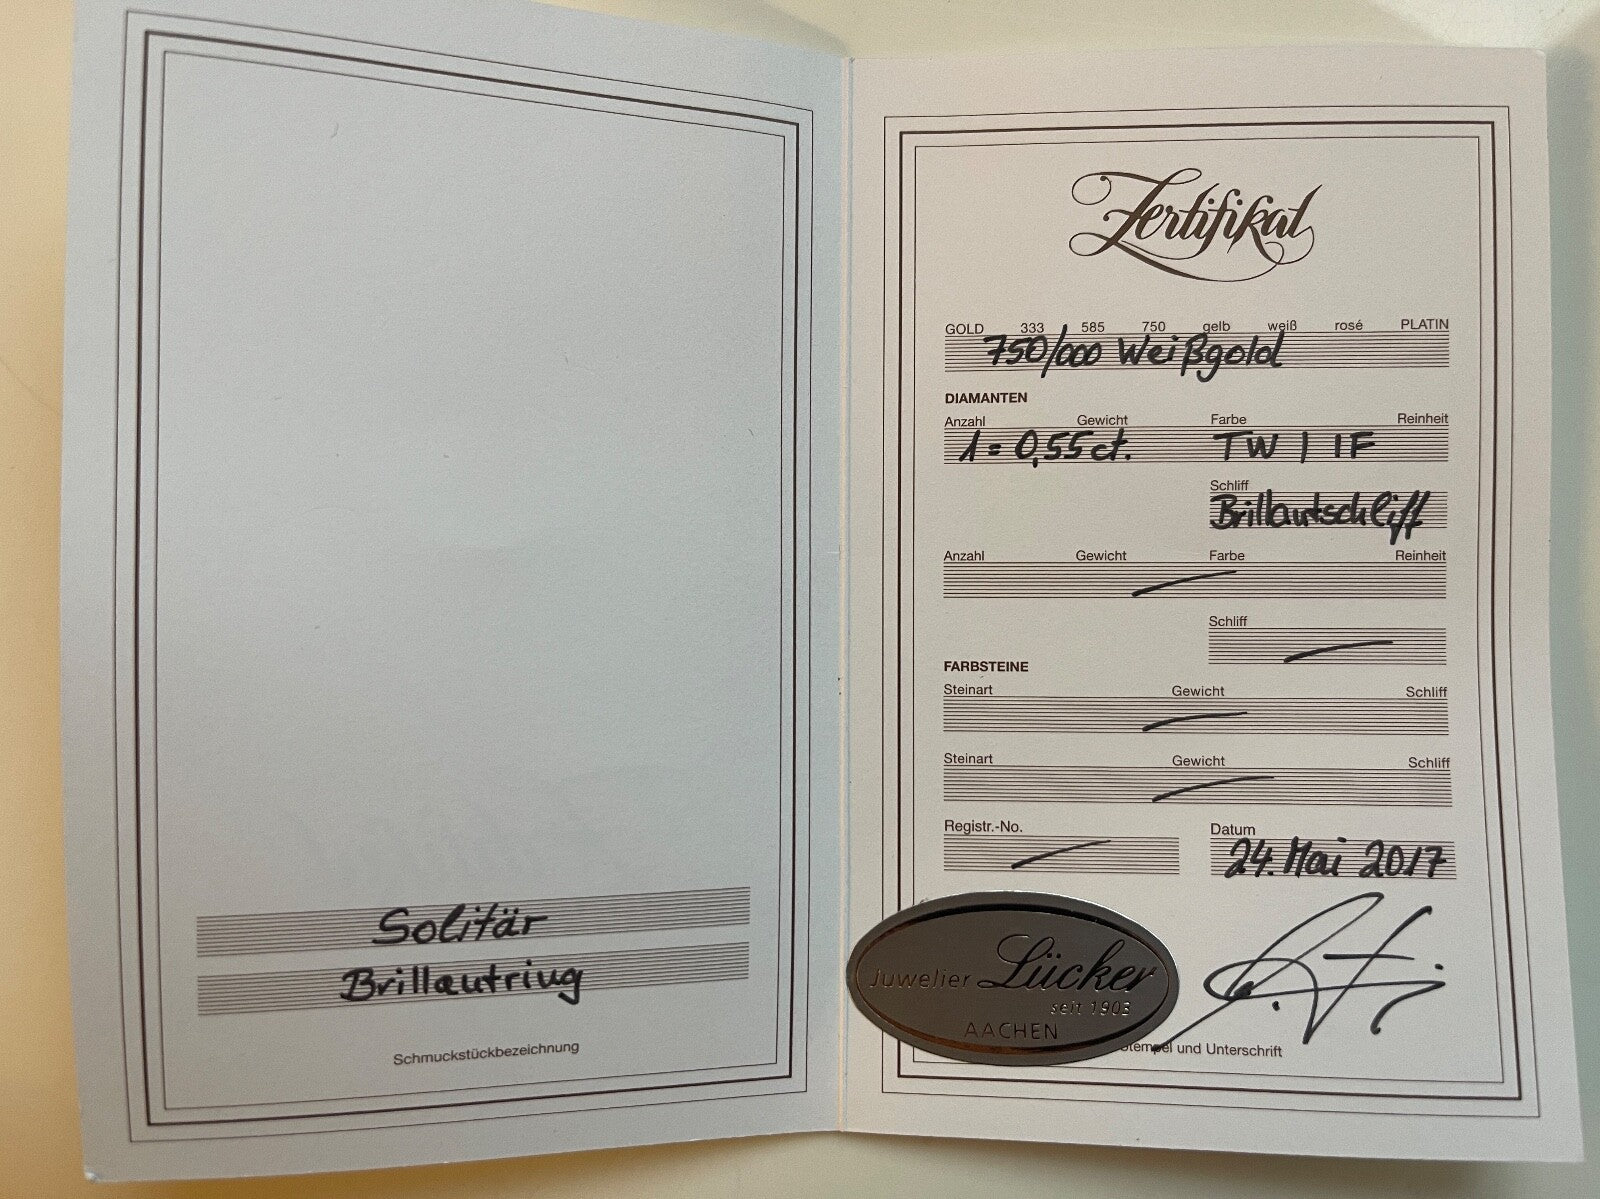 Solitär
Brillantring
Schmuckstückbezeichnung
Zertifikat
GOLD 333 585 750 gelb weiß rosé PLATIN
750/000 Weißgold
DIAMANTEN
Anzahl Gewicht Farbe Reinheit
1 = 0,55 ct. TW | IF
Schliff
Brillantschliff
Anzahl Gewicht Farbe Reinheit
Schliff
FARBSTEINE
Steinart Gewicht Schliff
Steinart Gewicht Schliff
Registr.-No. Datum
24. Mai 2017
Juwelier Lücker
seit 1903
AACHEN
Stempel und Unterschrift